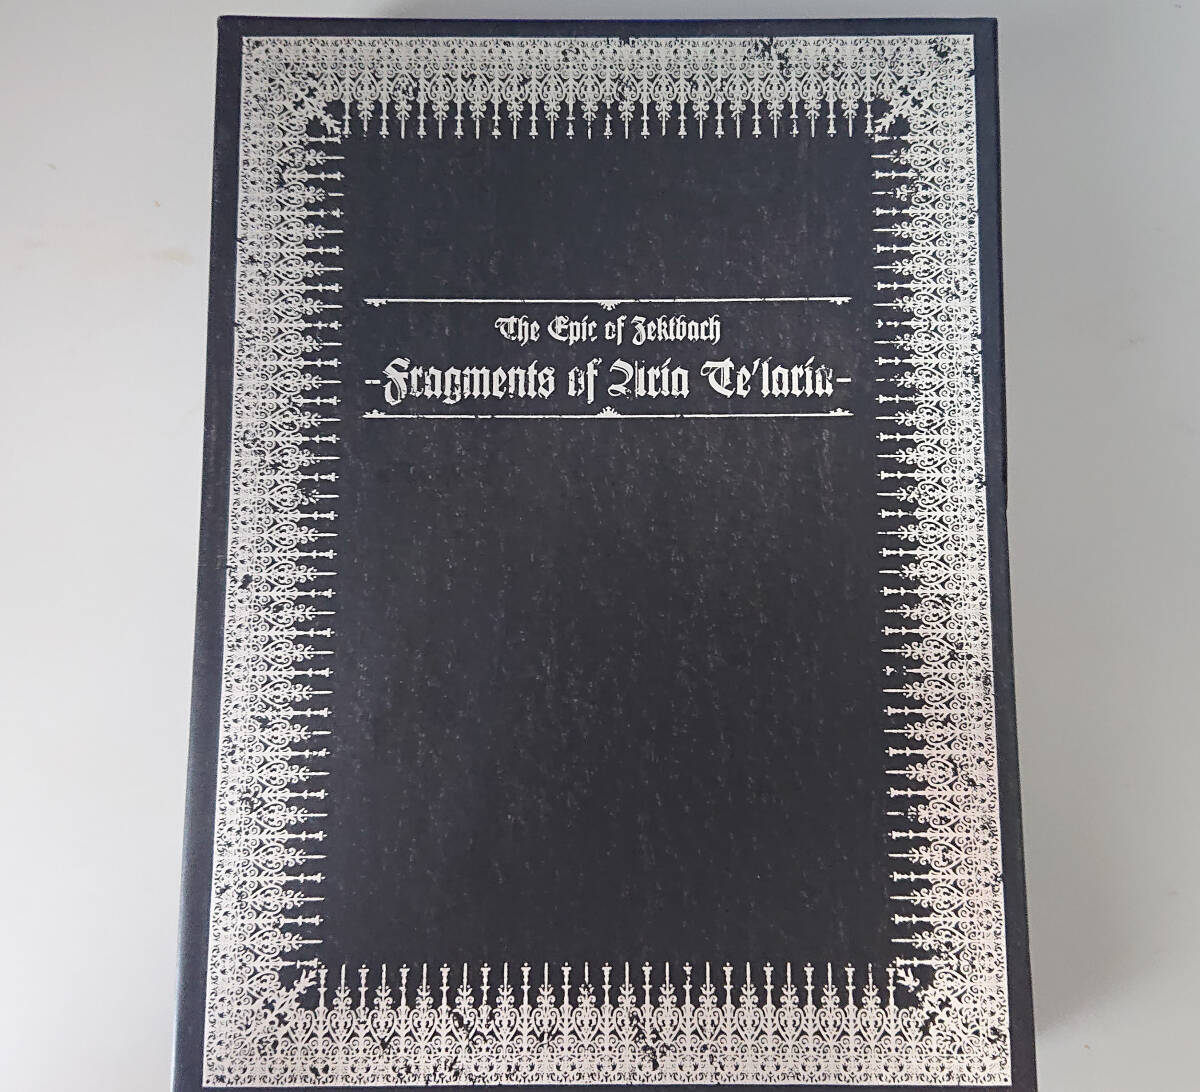 The Epic of Zektbach
-Fragments of Aria Te'laria-